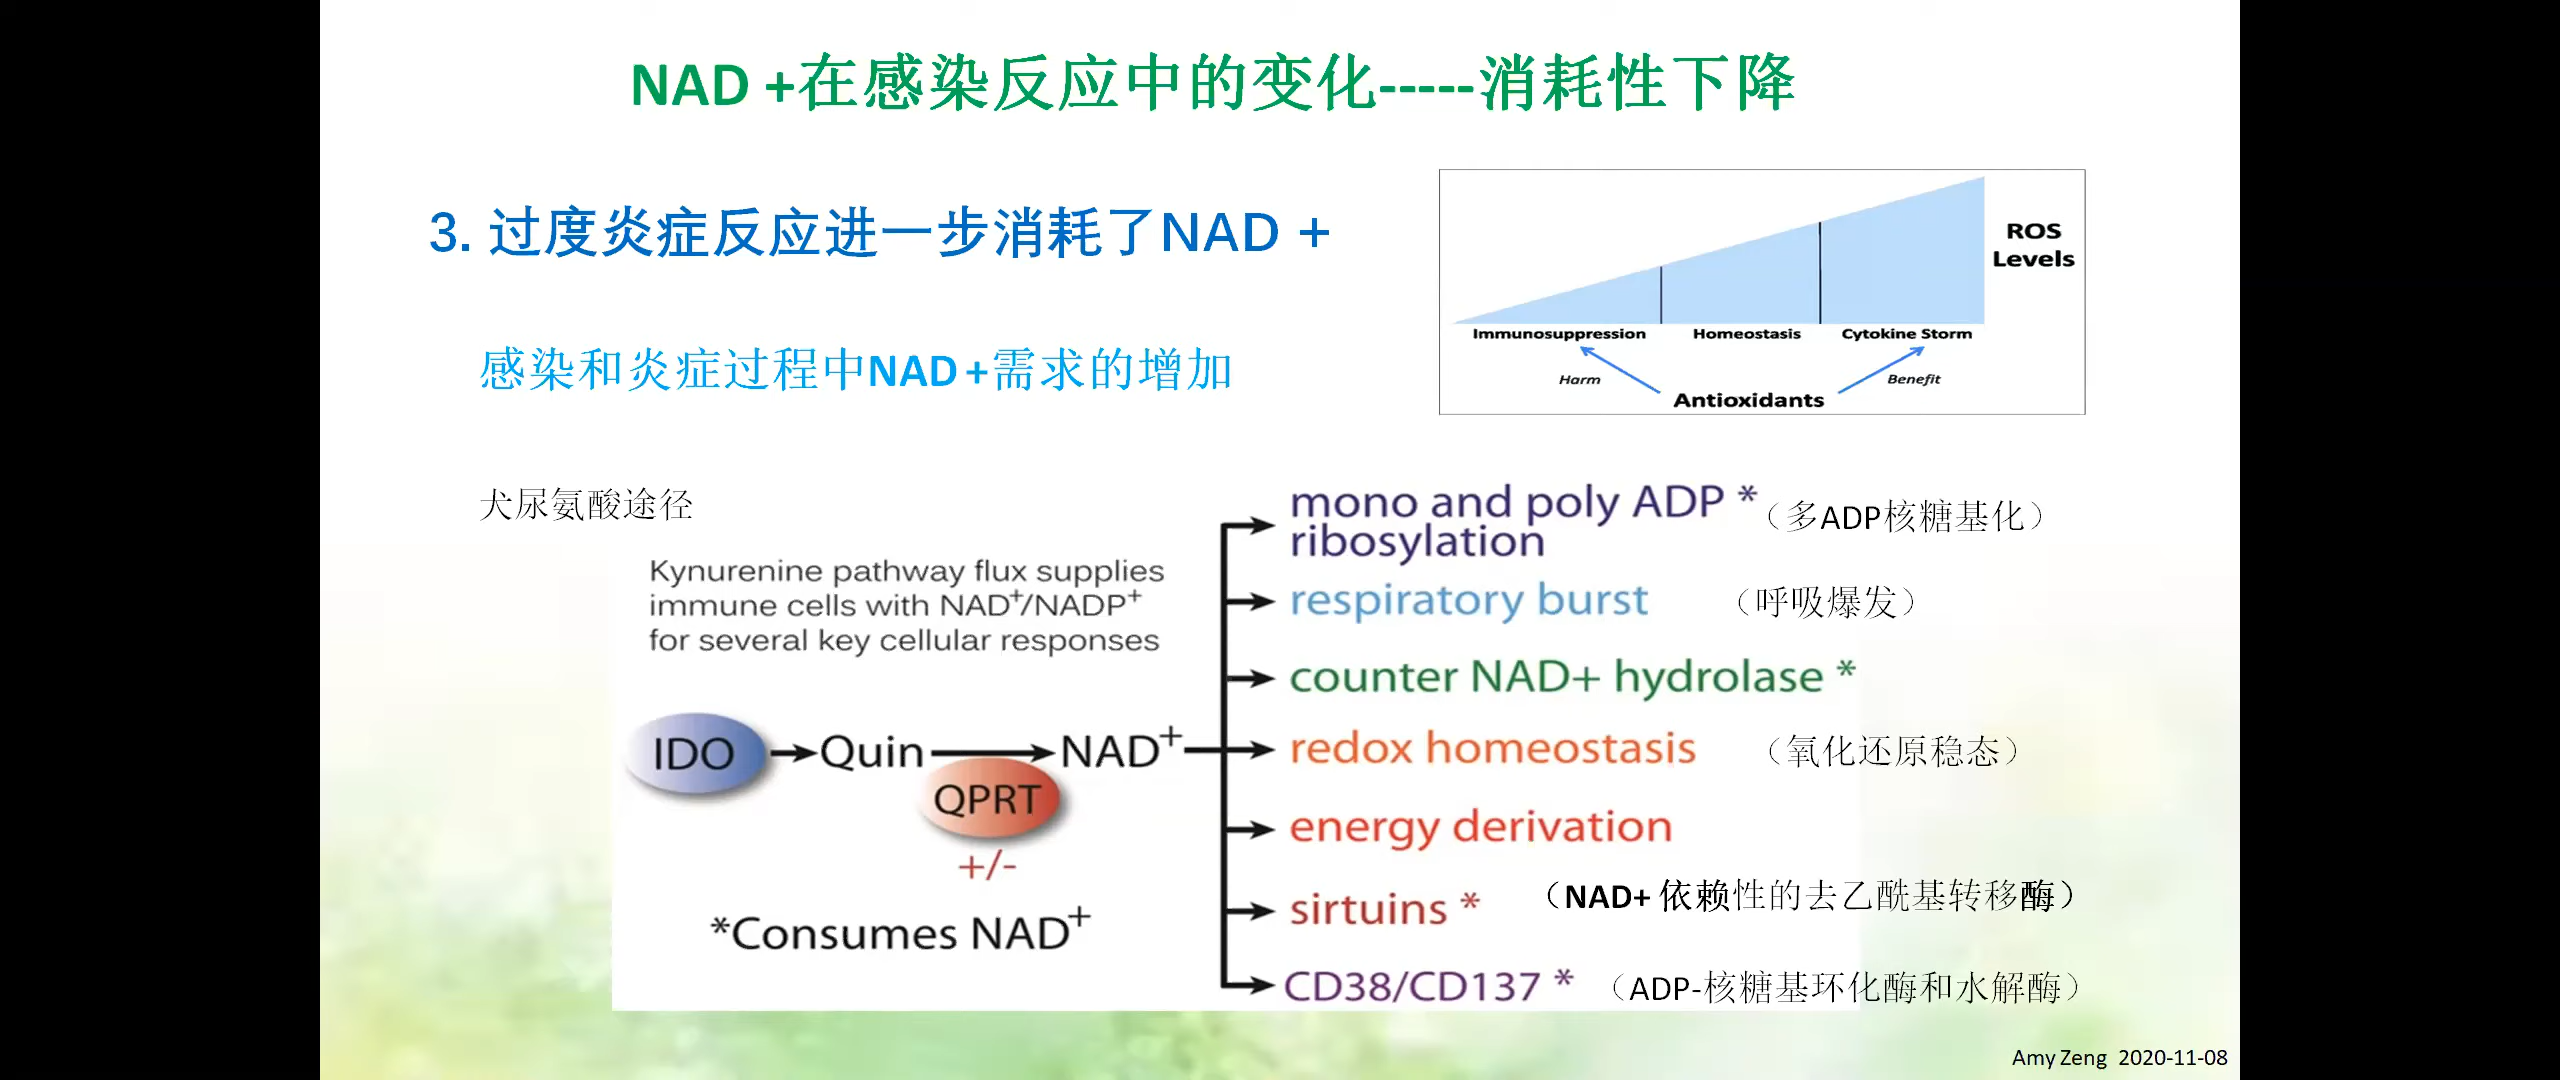 NAD +在感染反应中的变化-----消耗性下降
3. 过度炎症反应进一步消耗了NAD +
ROS
Levels
Immunosuppression Homeostasis Cytokine Storm
Harm Benefit
Antioxidants
感染和炎症过程中NAD +需求的增加
犬尿氨酸途径
Kynurenine pathway flux supplies
immune cells with NAD⁺/NADP⁺
for several key cellular responses
IDO Quin NAD⁺
QPRT
+/-
*Consumes NAD⁺
mono and poly ADP * (多ADP核糖基化)
ribosylation
respiratory burst (呼吸爆发)
counter NAD+ hydrolase *
redox homeostasis (氧化还原稳态)
energy derivation
sirtuins * (NAD+ 依赖性的去乙酰基转移酶)
CD38/CD137 * (ADP-核糖基环化酶和水解酶)
Amy Zeng 2020-11-08